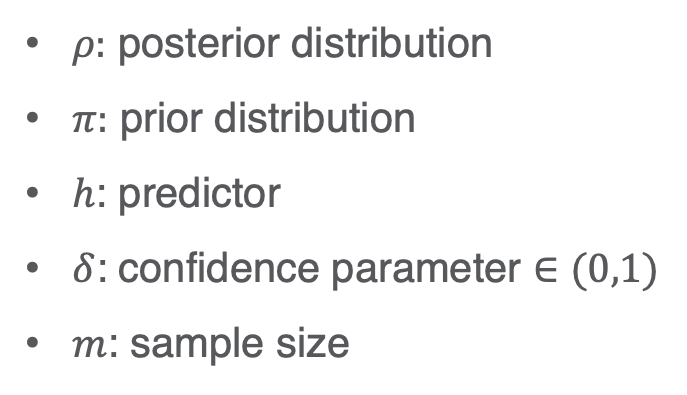 • ρ: posterior distribution
• π: prior distribution
• h: predictor
• δ: confidence parameter ∈ (0,1)
• m: sample size